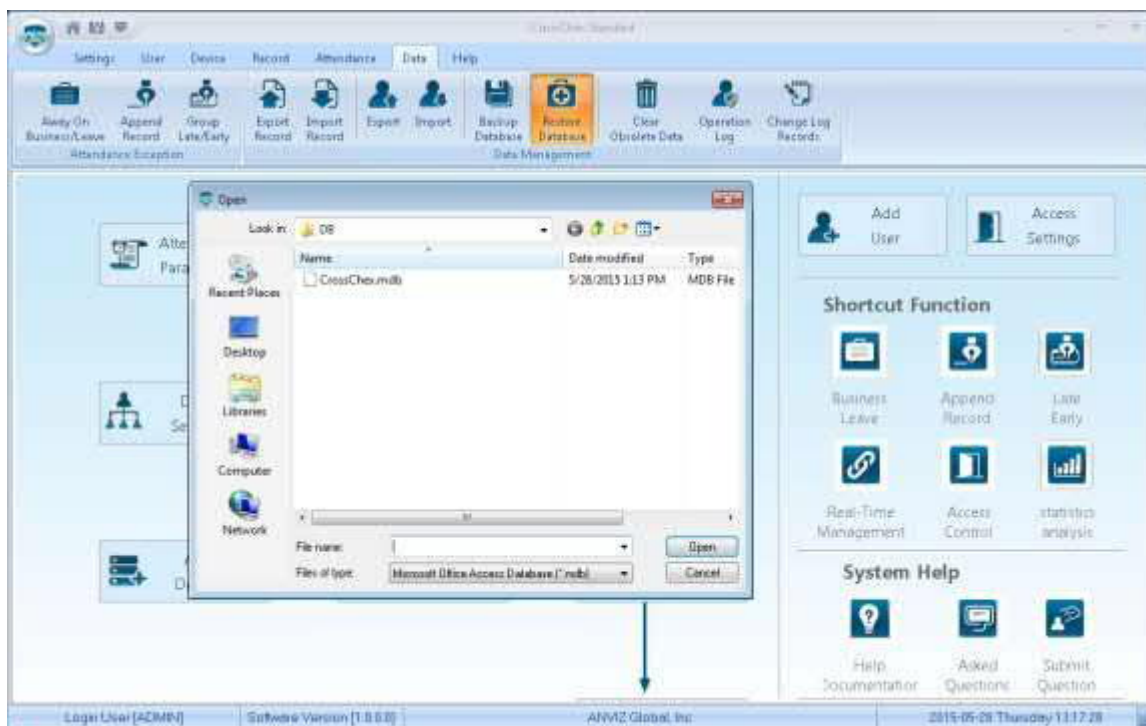 CrossChex Standard
Settings User Device Record Attendance Data Help
Away On Business/Leave
Append Record
Group Late/Early
Export Record
Import Record
Export
Import
Backup Database
Restore Database
Clear Obsolete Data
Operation Log
Change Log Records
Attendance Exception
Data Management
Open
Look in: DB
Name Date modified Type
CrossChex.mdb 5/28/2015 1:13 PM MDB File
Recent Places
Desktop
Libraries
Computer
Network
File name: Open
Files of type: Microsoft Office Access Database (*.mdb) Cancel
Atte
Para
D
Se
D
Add
User
Access
Settings
Shortcut Function
Business
Leave
Append
Record
Late
Early
Real-Time
Management
Access
Control
statistics
analysis
System Help
Help
Documentation
Asked
Questions
Submit
Question
Login User [ADMIN] Software Version [1.0.0.0] ANVIZ Global, Inc 2015-05-28 Thursday 13:17:28